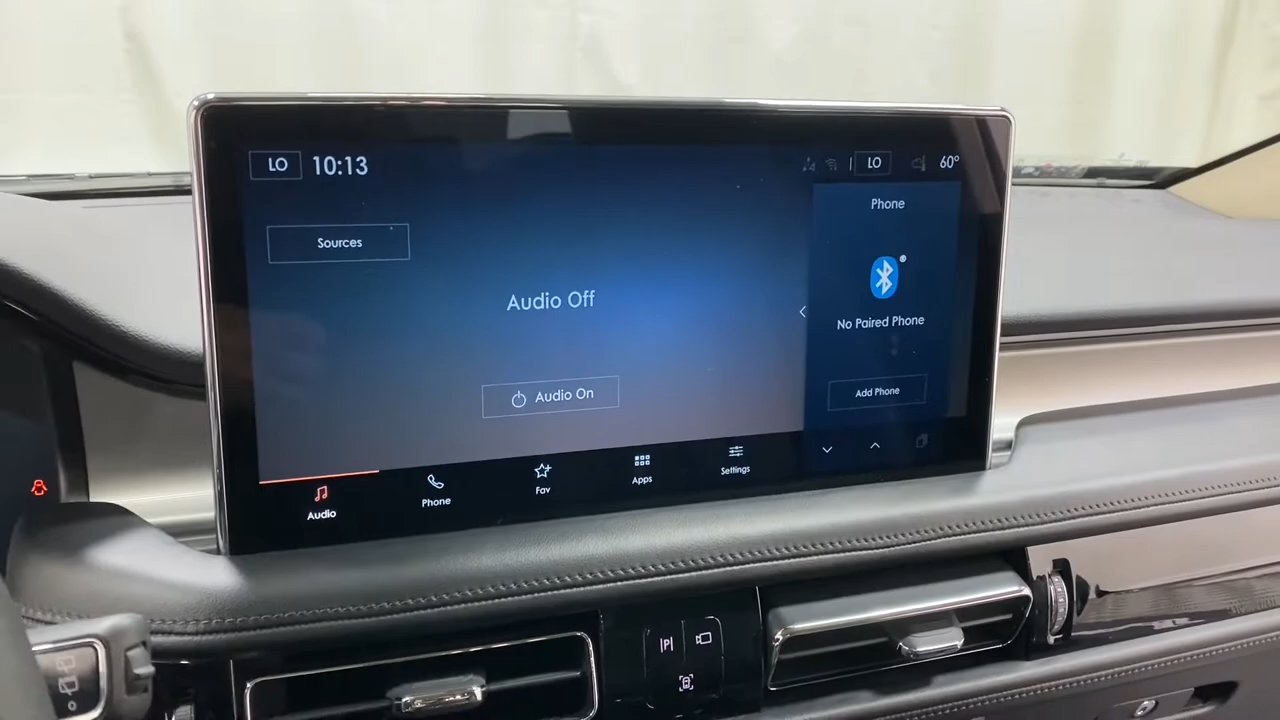 LO 10:13
LO 60°
Sources
Phone
Audio Off
No Paired Phone
Audio On
Add Phone
Audio
Phone
Fav
Apps
Settings
P